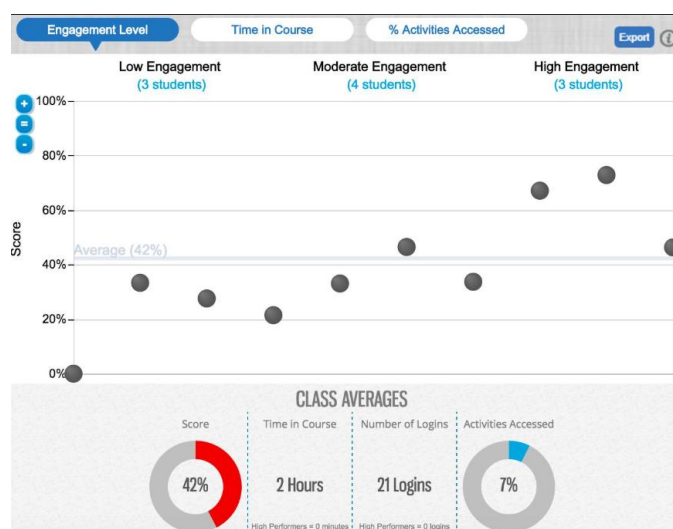 Engagement Level
Time in Course
% Activities Accessed
Export
i
Low Engagement
(3 students)
Moderate Engagement
(4 students)
High Engagement
(3 students)
+
=
-
100%
80%
60%
40%
20%
0%
Score
Average (42%)
CLASS AVERAGES
Score
Time in Course
Number of Logins
Activities Accessed
42%
2 Hours
21 Logins
7%
High Performers = 0 minutes
High Performers = 0 logins